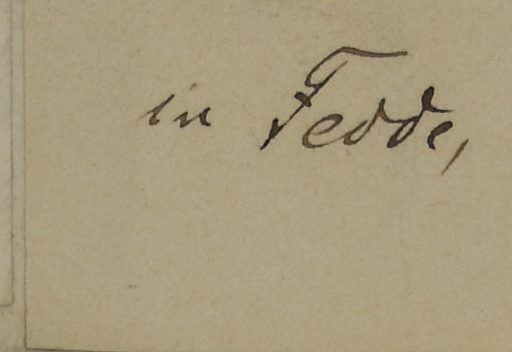 in Fedde,